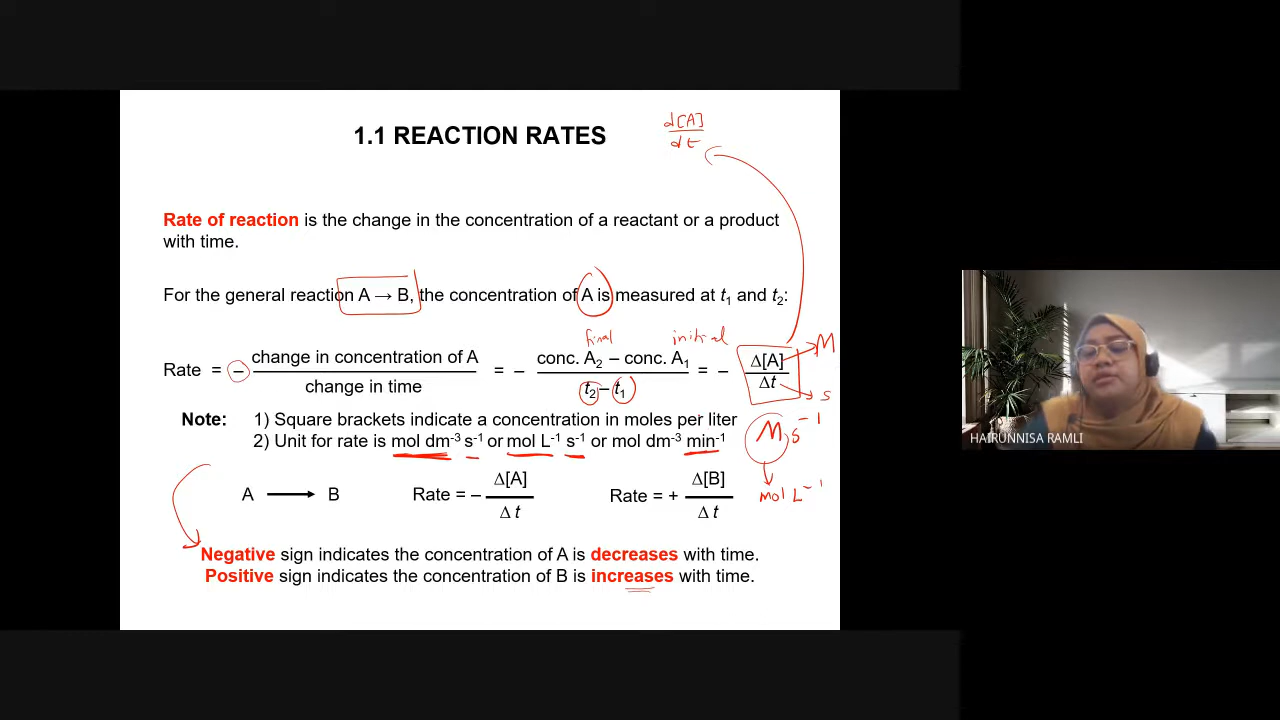 1.1 REACTION RATES
d[A]
dt
Rate of reaction is the change in the concentration of a reactant or a product
with time.
For the general reaction A → B, the concentration of A is measured at t₁ and t₂:
final initial
Rate = – change in concentration of A / change in time = – conc. A₂ – conc. A₁ / t₂ – t₁ = – Δ[A] / Δt
M
s
Note: 1) Square brackets indicate a concentration in moles per liter
2) Unit for rate is mol dm⁻³ s⁻¹ or mol L⁻¹ s⁻¹ or mol dm⁻³ min⁻¹
M s⁻¹
mol L⁻¹
A → B Rate = – Δ[A] / Δ t Rate = + Δ[B] / Δ t
Negative sign indicates the concentration of A is decreases with time.
Positive sign indicates the concentration of B is increases with time.
HAIRUNNISA RAMLI